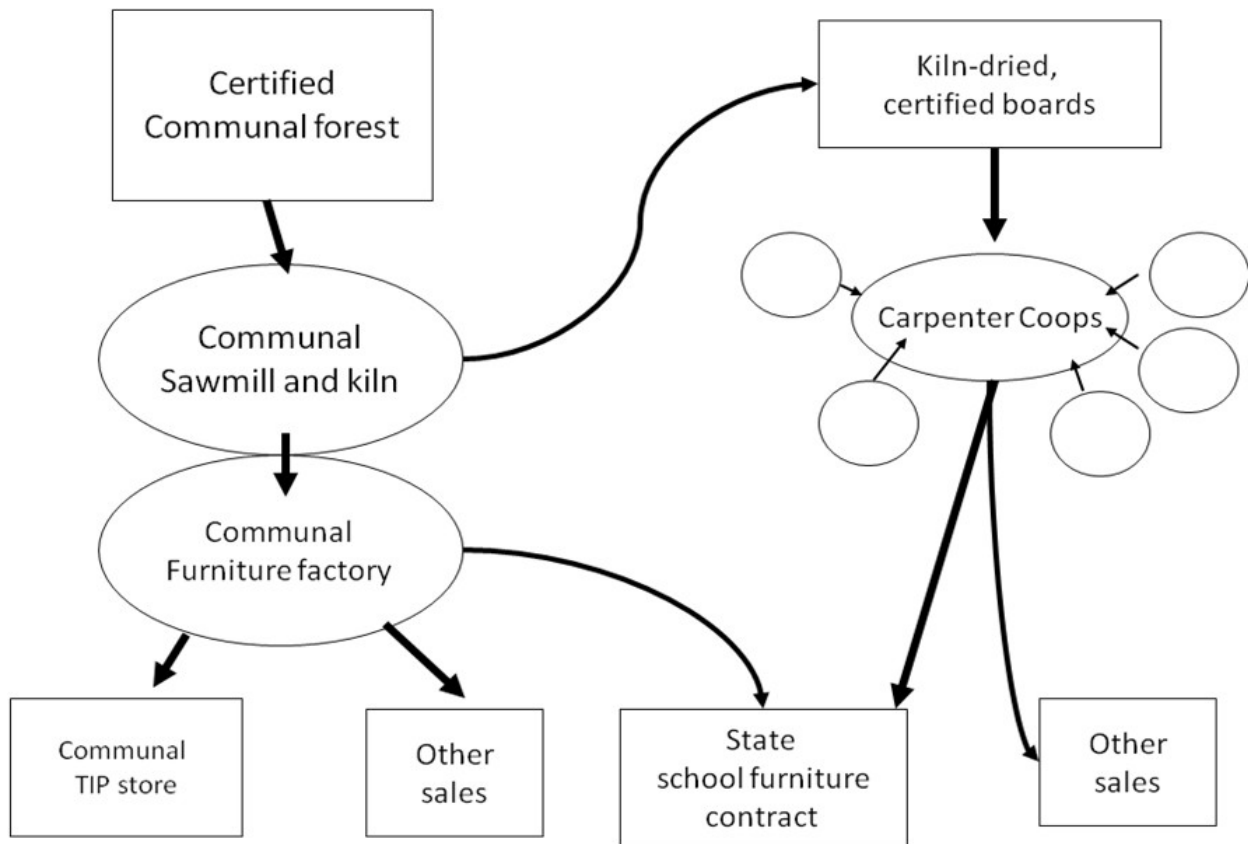 Certified
Communal forest
Kiln-dried,
certified boards
Communal
Sawmill and kiln
Carpenter Coops
Communal
Furniture factory
Communal
TIP store
Other
sales
State
school furniture
contract
Other
sales